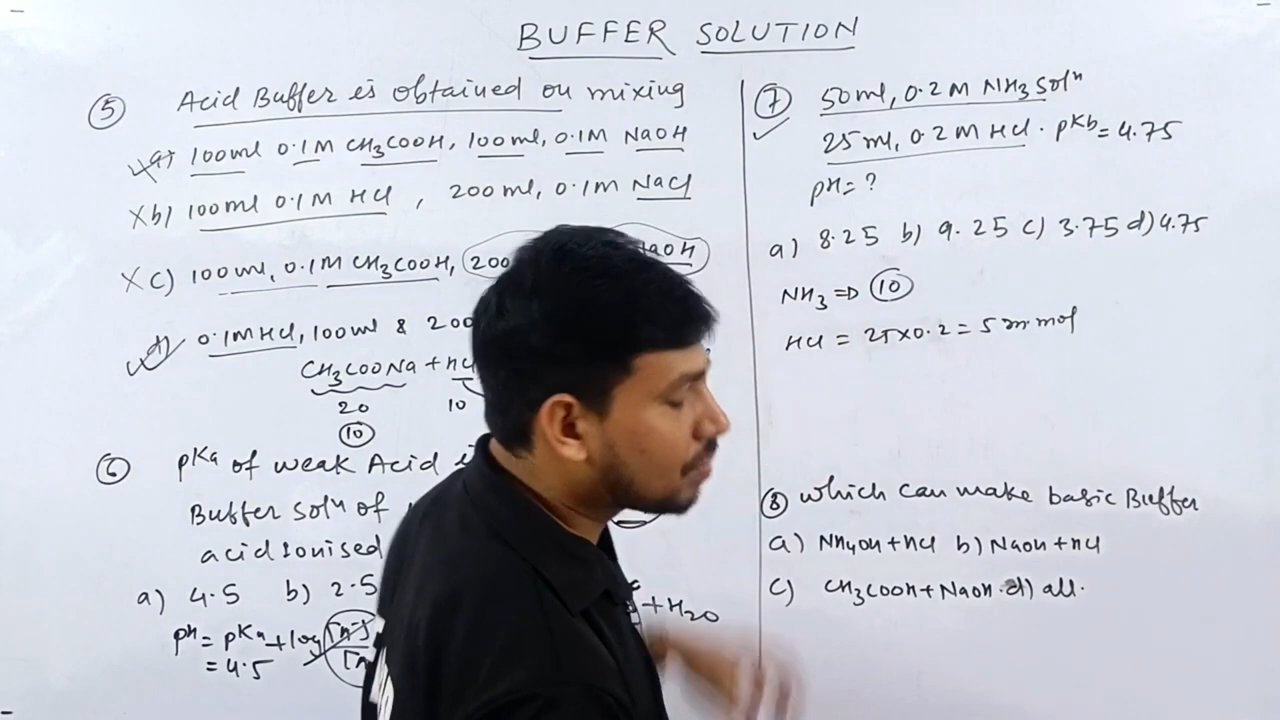 BUFFER SOLUTION
⑤ Acid Buffer is obtained on mixing
a) 100ml 0.1M CH3COOH, 100ml, 0.1M NaOH
X b) 100ml 0.1M HCl , 200ml, 0.1M NaCl
X c) 100ml, 0.1M CH3COOH, 200 NaOH
d) 0.1M HCl, 100ml & 200
CH3COONa + HCl
20 10
⑩
⑥ pKa of weak Acid
Buffer solⁿ of
acid ionised
a) 4.5 b) 2.5
pH = pKa + log
+ H2O
= 4.5
⑦ 50ml, 0.2M NH3 Solⁿ
25ml, 0.2M HCl. pKb = 4.75
pH = ?
a) 8.25 b) 9.25 c) 3.75 d) 4.75
NH3 => ⑩
HCl = 25x0.2 = 5 m.mol
⑧ which can make basic Buffer
a) NH4OH + HCl b) NaOH + HCl
c) CH3COOH + NaOH. d) all.